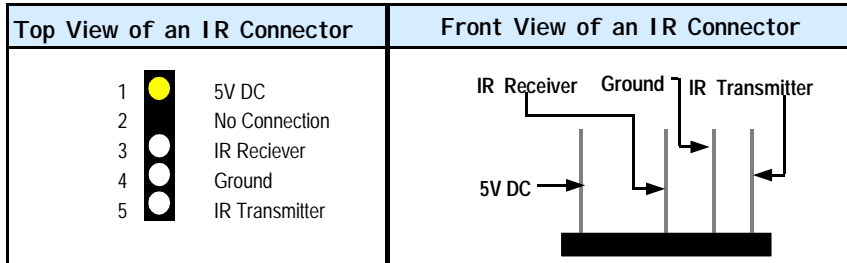 Top View of an IR Connector
1 5V DC
2 No Connection
3 IR Reciever
4 Ground
5 IR Transmitter
Front View of an IR Connector
IR Receiver Ground IR Transmitter
5V DC